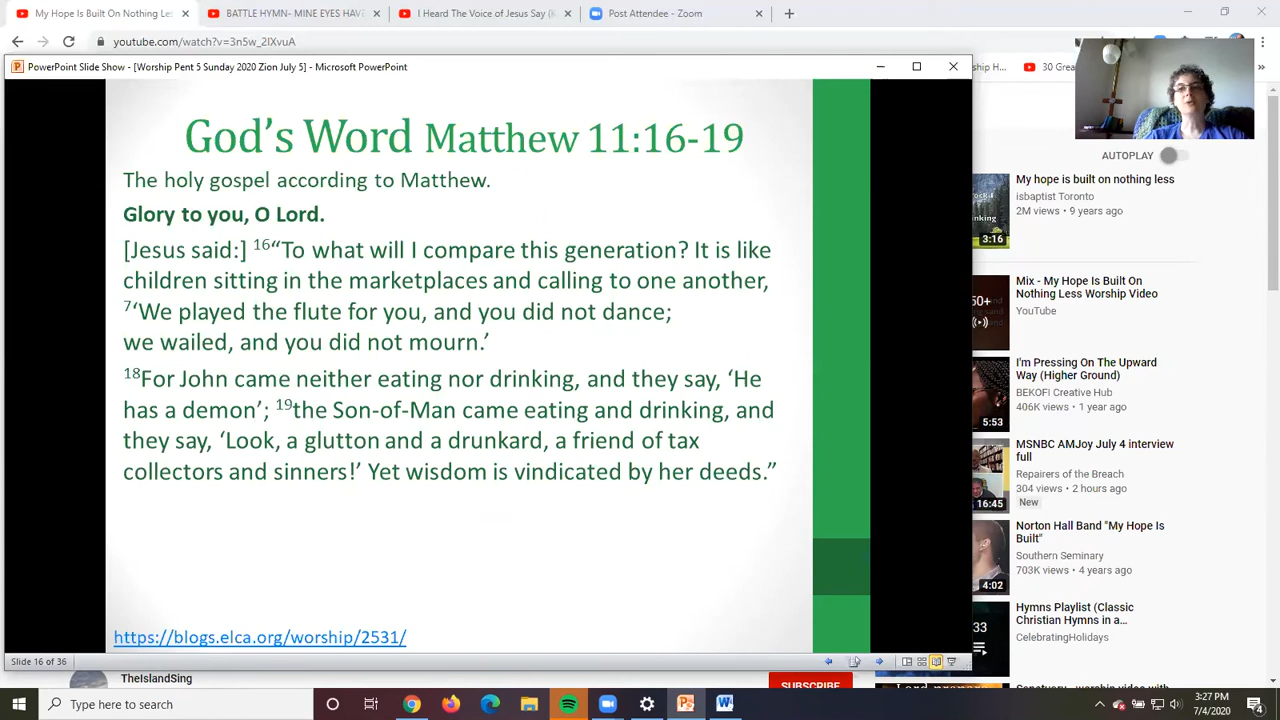 My Hope Is Built On Nothing Les
BATTLE HYMN- MINE EYES HAVE
I Heard The Voice of Jesus Say (
Post Attendee - Zoom
youtube.com/watch?v=3n5w_2lXvuA
PowerPoint Slide Show - [Worship Pent 5 Sunday 2020 Zion July 5] - Microsoft PowerPoint
ship H...
30 Grea
God's Word Matthew 11:16-19
The holy gospel according to Matthew.
Glory to you, O Lord.
[Jesus said:] 16“To what will I compare this generation? It is like
children sitting in the marketplaces and calling to one another,
7‘We played the flute for you, and you did not dance;
we wailed, and you did not mourn.’
18For John came neither eating nor drinking, and they say, ‘He
has a demon’; 19the Son-of-Man came eating and drinking, and
they say, ‘Look, a glutton and a drunkard, a friend of tax
collectors and sinners!’ Yet wisdom is vindicated by her deeds.”
https://blogs.elca.org/worship/2531/
Slide 16 of 36
AUTOPLAY
My hope is built on nothing less
isbaptist Toronto
2M views • 9 years ago
3:16
Mix - My Hope Is Built On
Nothing Less Worship Video
YouTube
50+
I'm Pressing On The Upward
Way (Higher Ground)
BEKOFI Creative Hub
406K views • 1 year ago
5:53
MSNBC AMJoy July 4 interview
full
Repairers of the Breach
304 views • 2 hours ago
New
16:45
Norton Hall Band "My Hope Is
Built"
Southern Seminary
703K views • 4 years ago
4:02
Hymns Playlist (Classic
Christian Hymns in a...
CelebratingHolidays
33
TheIslandSing
SUBSCRIBE
Type here to search
3:27 PM
7/4/2020
4